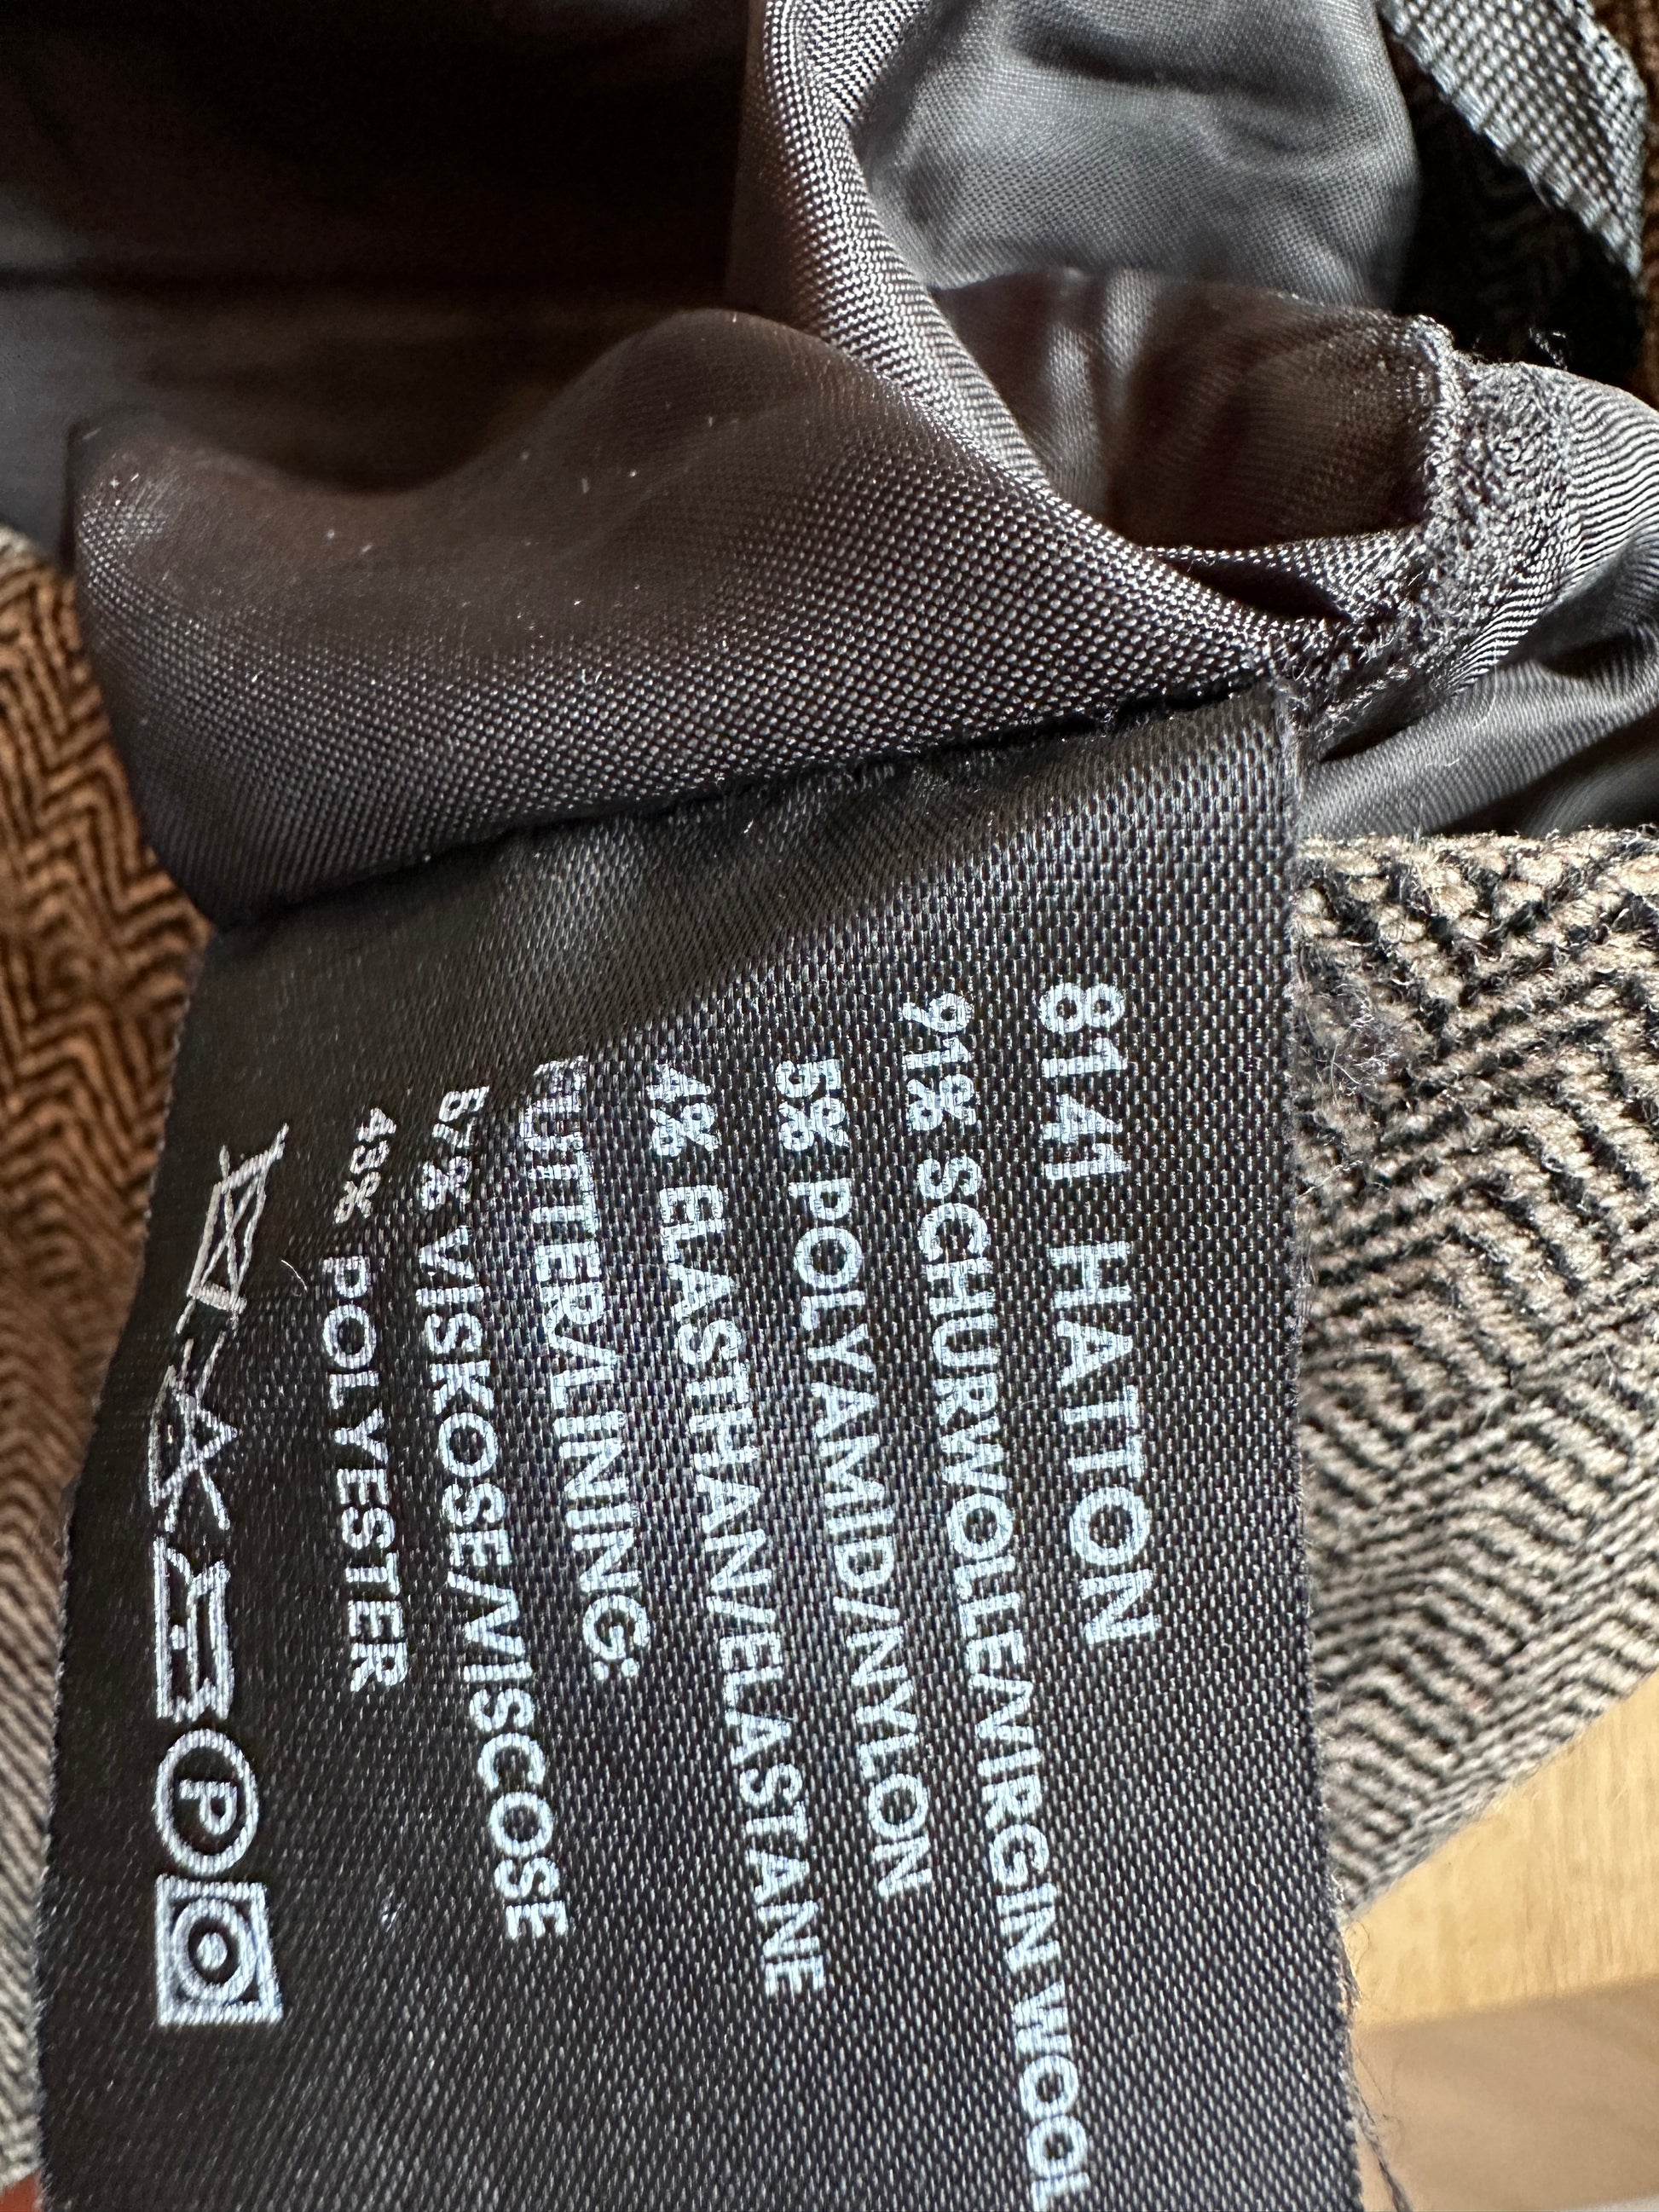 8141 HATTON
91% SCHURWOLLE/VIRGIN WOOL
5% POLYAMID/NYLON
4% ELASTHAN/ELASTANE
FUTTER/LINING:
57% VISKOSE/VISCOSE
43% POLYESTER
P